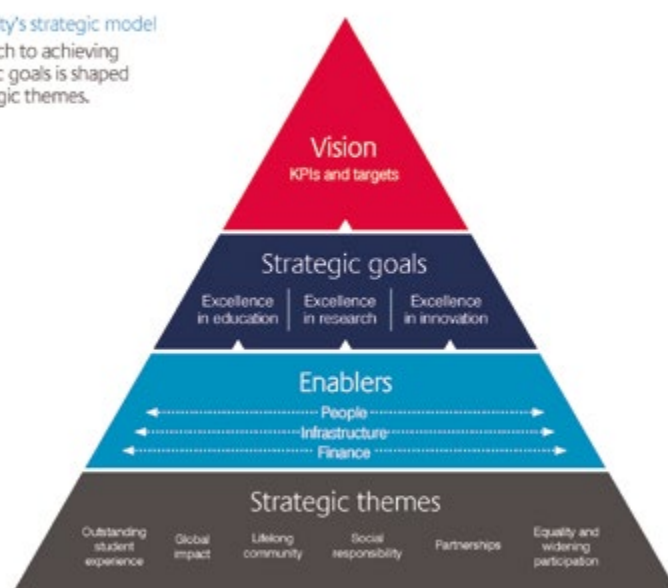 ty's strategic model
ch to achieving
c goals is shaped
gic themes.
Vision
KPIs and targets
Strategic goals
Excellence
in education
Excellence
in research
Excellence
in innovation
Enablers
People
Infrastructure
Finance
Strategic themes
Outstanding
student
experience
Global
impact
Lifelong
community
Social
responsibility
Partnerships
Equality and
widening
participation